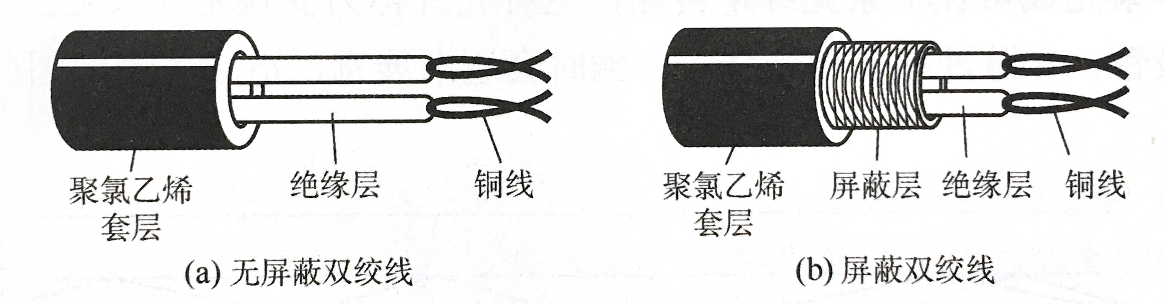 聚氯乙烯
套层
绝缘层
铜线
(a) 无屏蔽双绞线
聚氯乙烯
套层
屏蔽层
绝缘层
铜线
(b) 屏蔽双绞线